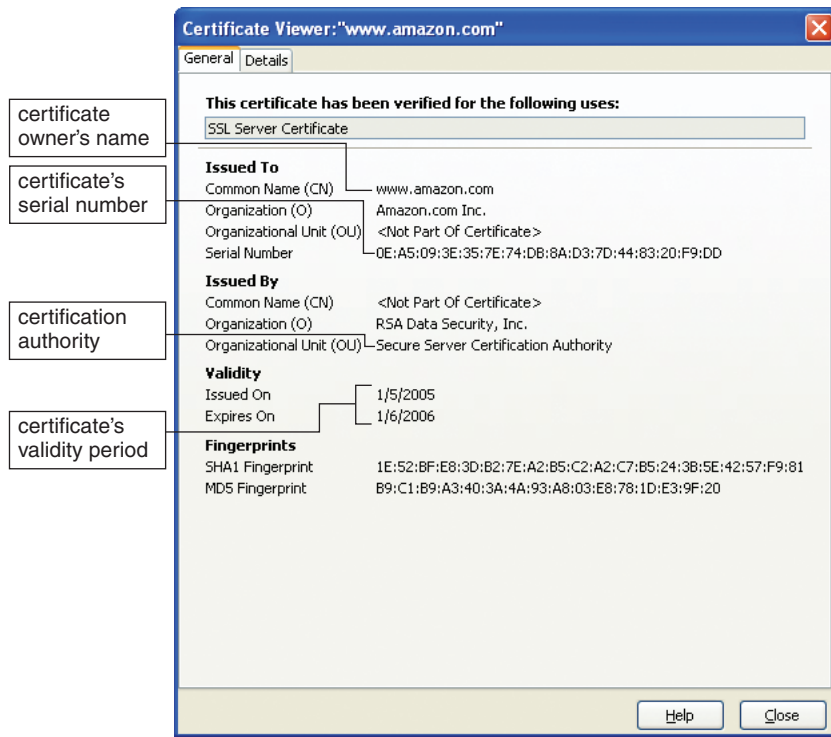 Certificate Viewer:"www.amazon.com"
General Details
This certificate has been verified for the following uses:
SSL Server Certificate
certificate
owner's name
Issued To
Common Name (CN) www.amazon.com
Organization (O) Amazon.com Inc.
Organizational Unit (OU) <Not Part Of Certificate>
Serial Number 0E:A5:09:3E:35:7E:74:DB:8A:D3:7D:44:83:20:F9:DD
certificate's
serial number
Issued By
Common Name (CN) <Not Part Of Certificate>
Organization (O) RSA Data Security, Inc.
Organizational Unit (OU) Secure Server Certification Authority
certification
authority
Validity
Issued On 1/5/2005
Expires On 1/6/2006
certificate's
validity period
Fingerprints
SHA1 Fingerprint 1E:52:BF:E8:3D:B2:7E:A2:B5:C2:A2:C7:B5:24:3B:5E:42:57:F9:81
MD5 Fingerprint B9:C1:B9:A3:40:3A:4A:93:A8:03:E8:78:1D:E3:9F:20
Help Close